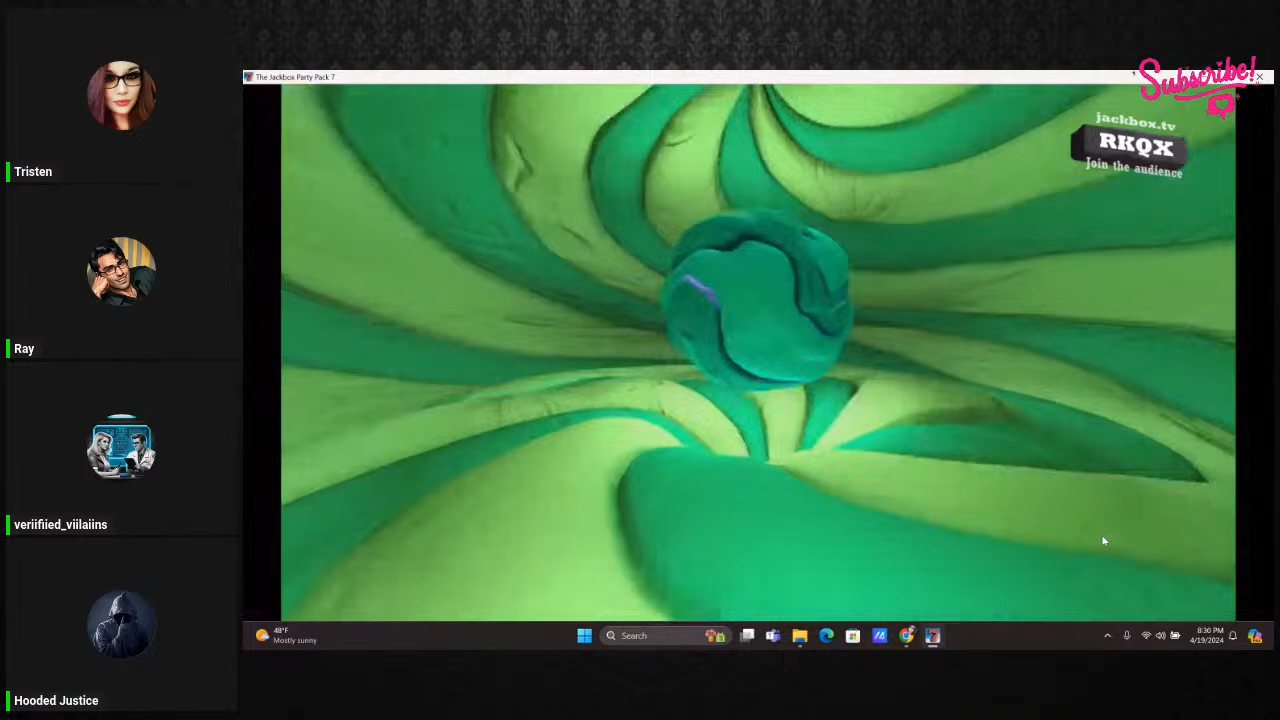 Tristen
Ray
veriifiied_viilaiins
Hooded Justice
The Jackbox Party Pack 7
Subscribe!
jackbox.tv
RKQX
Join the audience
48°F
Mostly sunny
Search
8:30 PM
4/19/2024